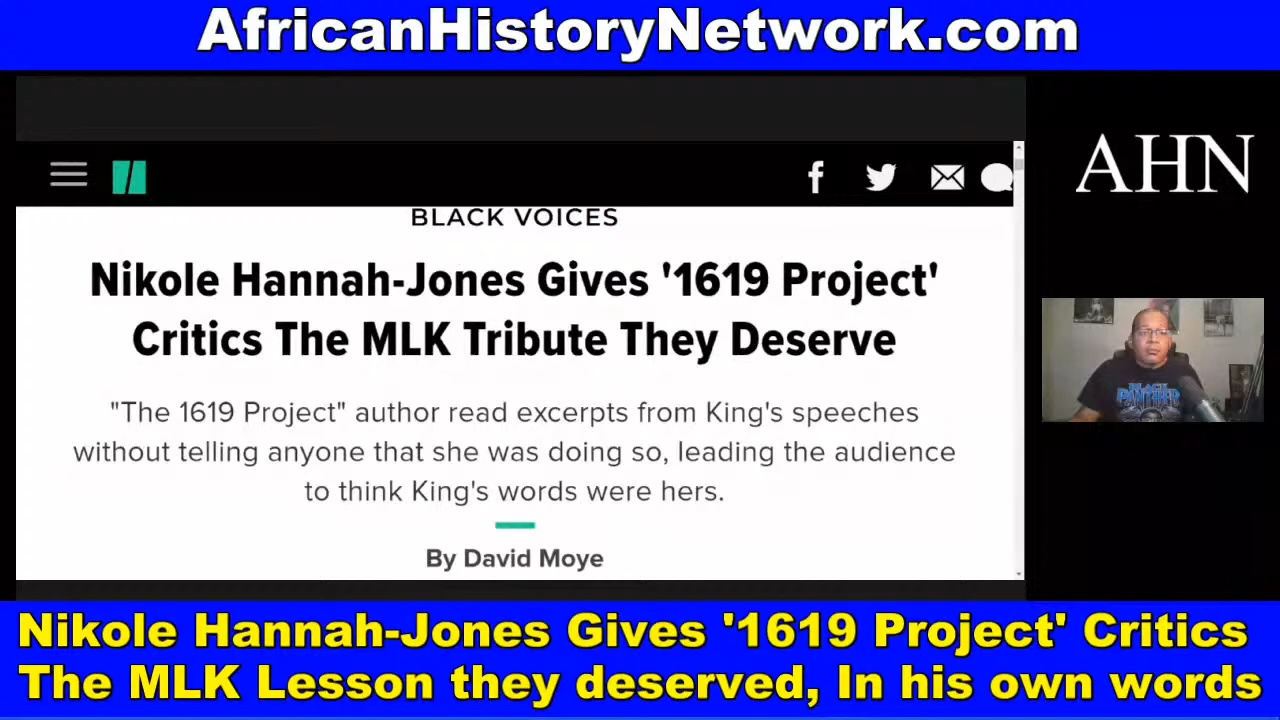 AfricanHistoryNetwork.com
AHN
BLACK VOICES
Nikole Hannah-Jones Gives '1619 Project'
Critics The MLK Tribute They Deserve
"The 1619 Project" author read excerpts from King's speeches
without telling anyone that she was doing so, leading the audience
to think King's words were hers.
By David Moye
BLACK
PANTHER
Nikole Hannah-Jones Gives '1619 Project' Critics
The MLK Lesson they deserved, In his own words